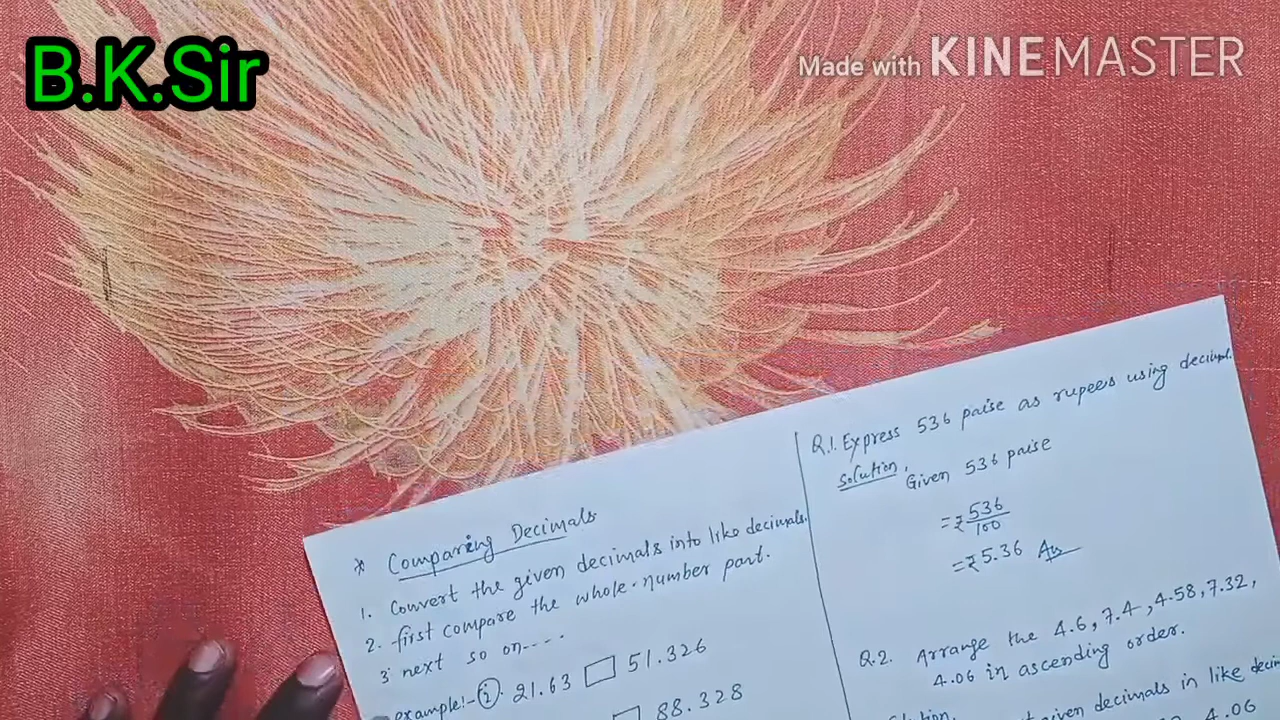 B.K.Sir
Made with KINEMASTER
* Comparing Decimals
1. Convert the given decimals into like decimals.
2. first compare the whole-number part.
3 next so on....
example:- (i). 21.63 □ 51.326
88.328
Q.1. Express 536 paise as rupees using decimal.
Solution, Given 536 paise
= ₹ 536/100
= ₹ 5.36 Ans
Q.2. Arrange the 4.6, 7.4, 4.58, 7.32,
4.06 in ascending order.
given decimals in like
4.06